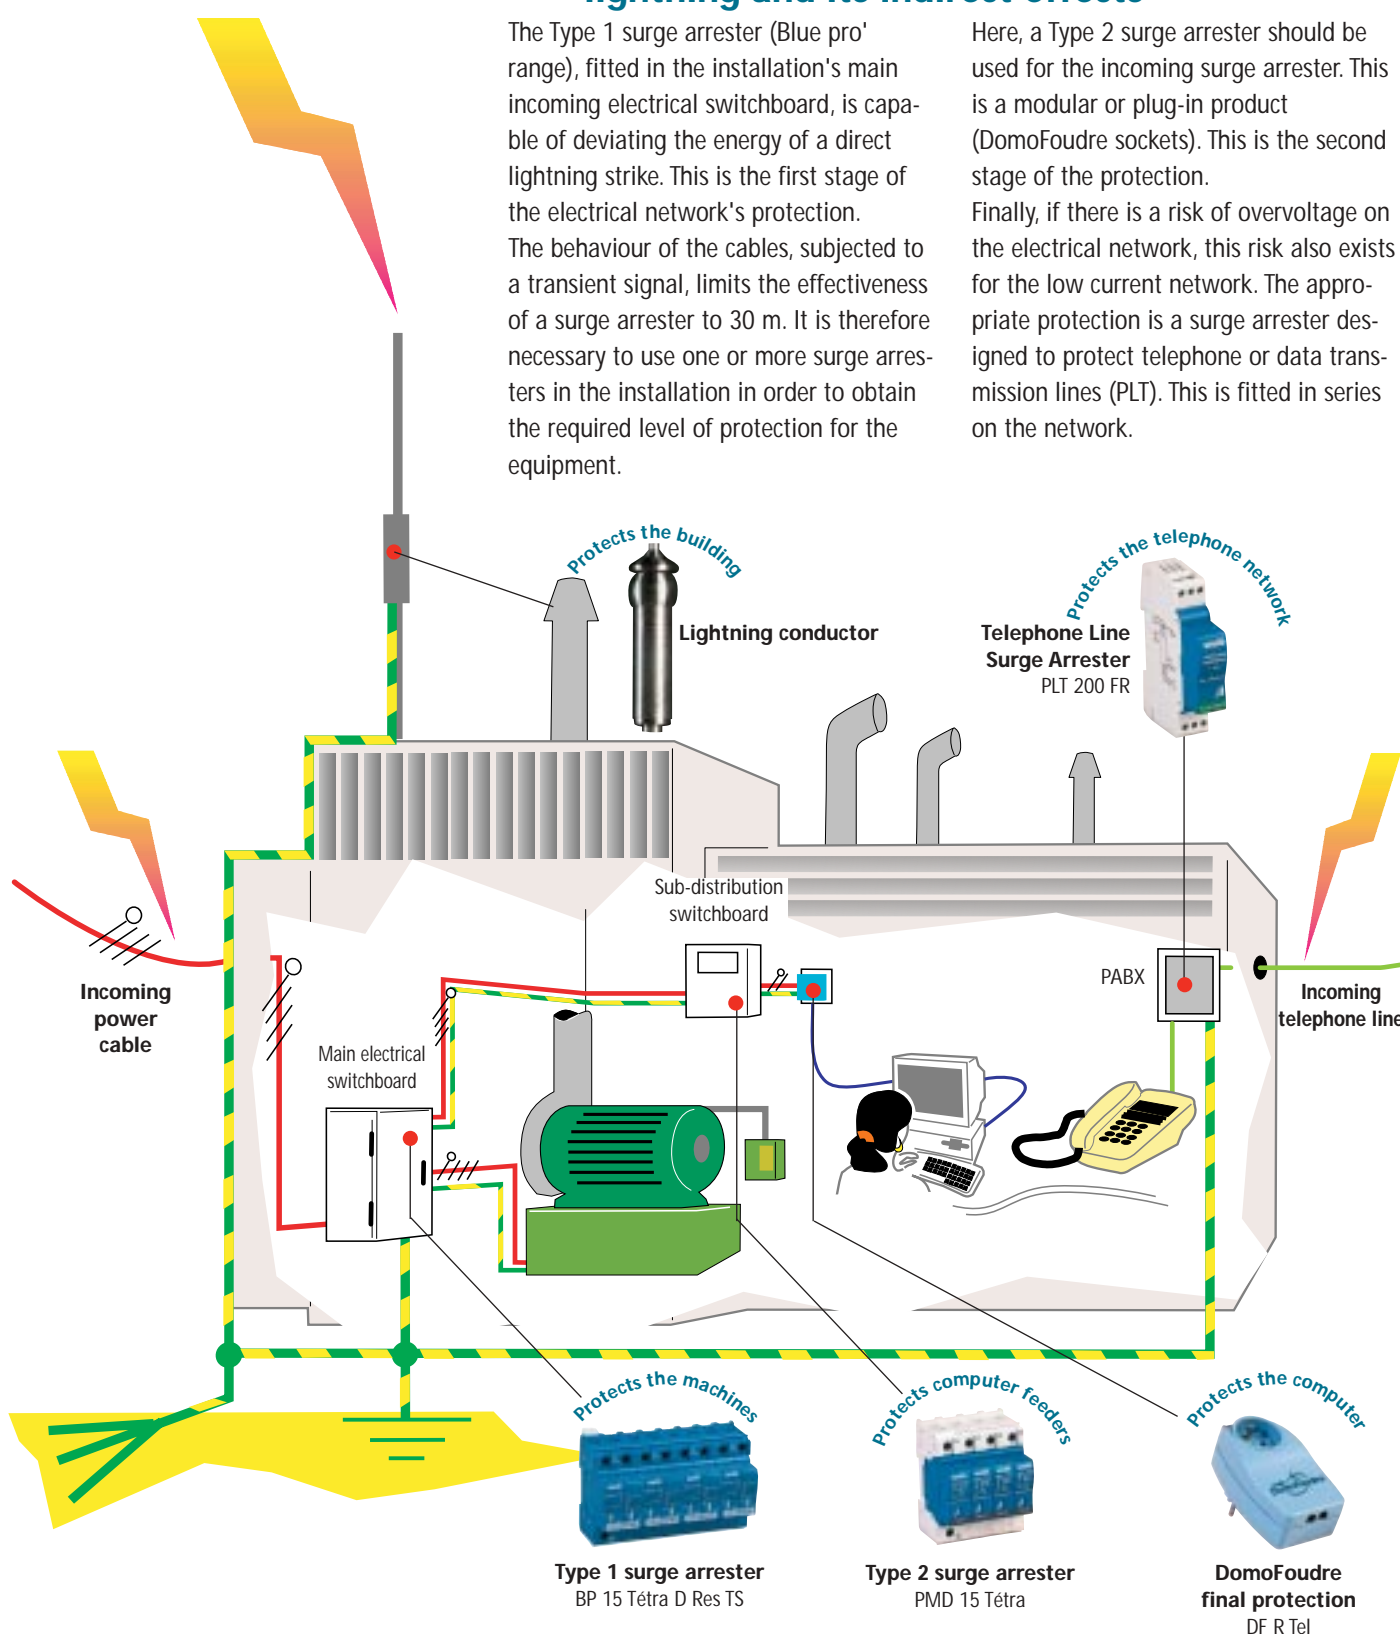 lightning and its indirect effects
The Type 1 surge arrester (Blue pro'
range), fitted in the installation's main
incoming electrical switchboard, is capa-
ble of deviating the energy of a direct
lightning strike. This is the first stage of
the electrical network's protection.
The behaviour of the cables, subjected to
a transient signal, limits the effectiveness
of a surge arrester to 30 m. It is therefore
necessary to use one or more surge arres-
ters in the installation in order to obtain
the required level of protection for the
equipment.
Here, a Type 2 surge arrester should be
used for the incoming surge arrester. This
is a modular or plug-in product
(DomoFoudre sockets). This is the second
stage of the protection.
Finally, if there is a risk of overvoltage on
the electrical network, this risk also exists
for the low current network. The appro-
priate protection is a surge arrester des-
igned to protect telephone or data trans-
mission lines (PLT). This is fitted in series
on the network.
Protects the building
Lightning conductor
Protects the telephone network
Telephone Line
Surge Arrester
PLT 200 FR
Sub-distribution
switchboard
Incoming
power
cable
Main electrical
switchboard
PABX
Incoming
telephone line
Protects the machines
Type 1 surge arrester
BP 15 Tétra D Res TS
Protects computer feeders
Type 2 surge arrester
PMD 15 Tétra
Protects the computer
DomoFoudre
final protection
DF R Tel